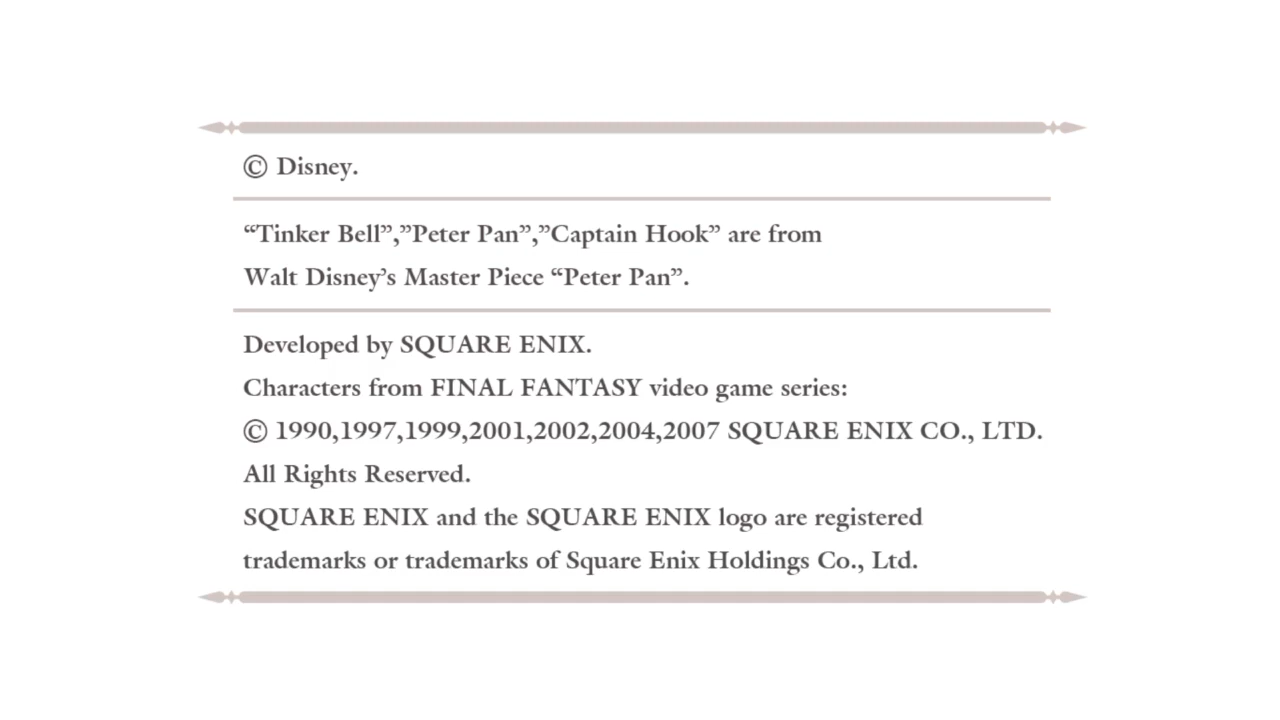 © Disney.
“Tinker Bell”,”Peter Pan”,”Captain Hook” are from
Walt Disney’s Master Piece “Peter Pan”.
Developed by SQUARE ENIX.
Characters from FINAL FANTASY video game series:
© 1990,1997,1999,2001,2002,2004,2007 SQUARE ENIX CO., LTD.
All Rights Reserved.
SQUARE ENIX and the SQUARE ENIX logo are registered
trademarks or trademarks of Square Enix Holdings Co., Ltd.